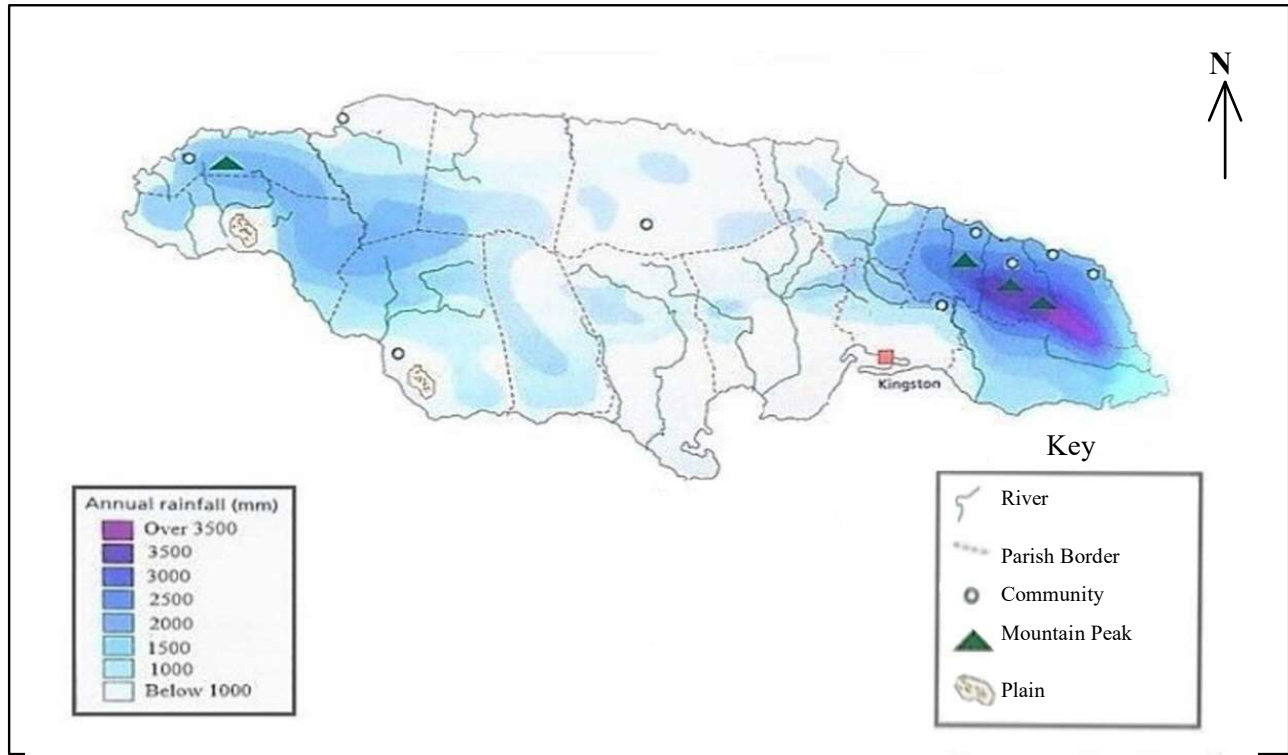 N
Kingston
Key
River
Parish Border
Community
Mountain Peak
Plain
Annual rainfall (mm)
Over 3500
3500
3000
2500
2000
1500
1000
Below 1000